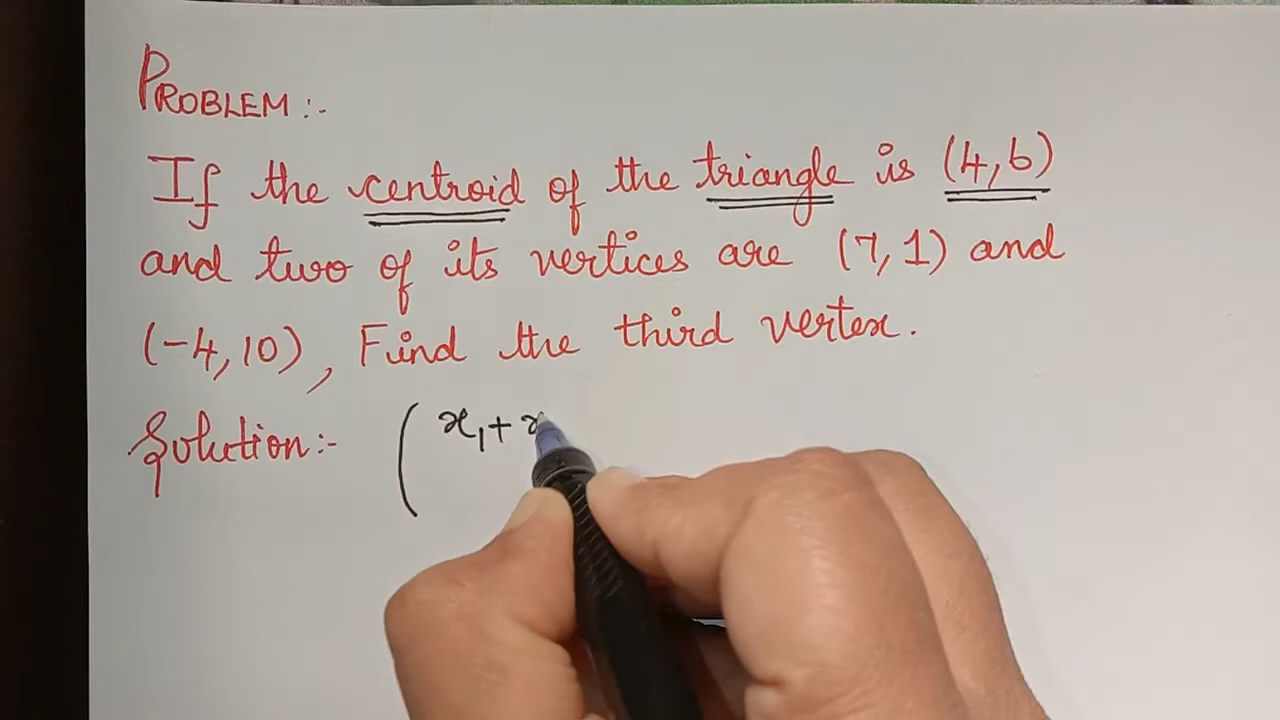 PROBLEM :-
If the centroid of the triangle is (4,6)
and two of its vertices are (7,1) and
(-4,10), Find the third vertex.
Solution:- ( x₁ + x